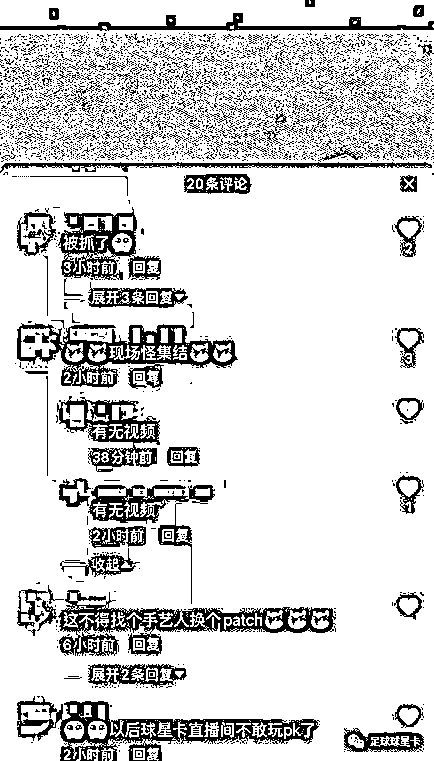 20条评论
被抓了
2
3小时前 回复
展开3条回复
现场怪集结
3
2小时前 回复
有无视频
38分钟前 回复
有无视频
2小时前 回复
收起
这不得找个手艺人换个patch
6小时前 回复
展开2条回复
以后球星卡直播间不敢玩pk了
2小时前 回复
足球球星卡